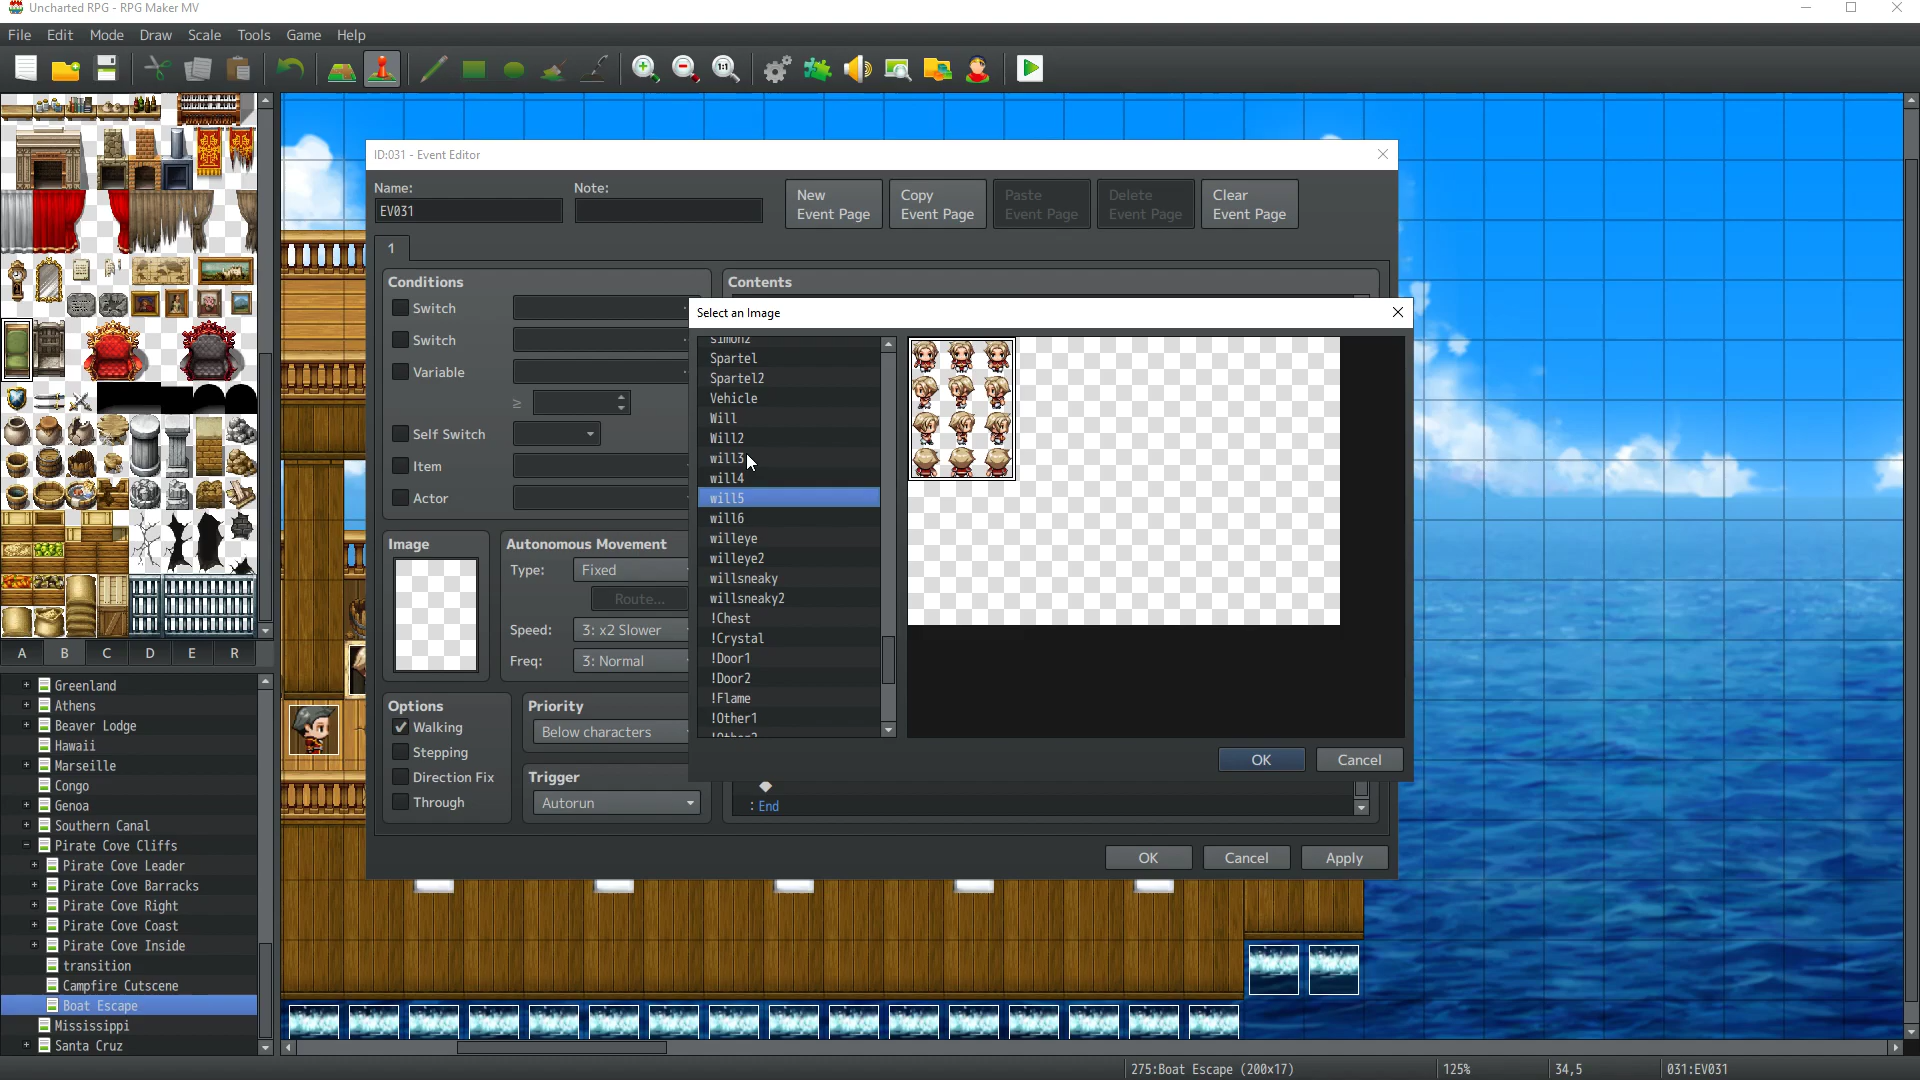 Uncharted RPG - RPG Maker MV
File Edit Mode Draw Scale Tools Game Help
1:1
ID:031 - Event Editor
Name:
Note:
EV031
New Event Page
Copy Event Page
Paste Event Page
Delete Event Page
Clear Event Page
1
Conditions
Switch
Switch
Variable
≥
Self Switch
Item
Actor
Contents
Image
Autonomous Movement
Type: Fixed
Route...
Speed: 3: x2 Slower
Freq: 3: Normal
Options
Walking
Stepping
Direction Fix
Through
Priority
Below characters
Trigger
Autorun
: End
OK Cancel Apply
Select an Image
simon2
Spartel
Spartel2
Vehicle
Will
Will2
will3
will4
will5
will6
willeye
willeye2
willsneaky
willsneaky2
!Chest
!Crystal
!Door1
!Door2
!Flame
!Other1
!Other2
OK Cancel
A B C D E R
Greenland
Athens
Beaver Lodge
Hawaii
Marseille
Congo
Genoa
Southern Canal
Pirate Cove Cliffs
Pirate Cove Leader
Pirate Cove Barracks
Pirate Cove Right
Pirate Cove Coast
Pirate Cove Inside
transition
Campfire Cutscene
Boat Escape
Mississippi
Santa Cruz
275:Boat Escape (200×17) 125% 34,5 031:EV031